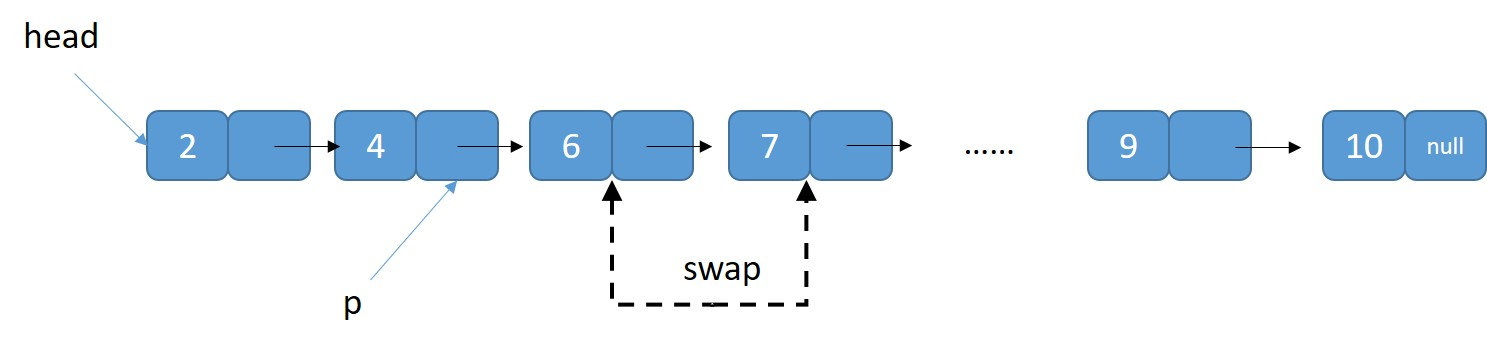 head
2 4 6 7 ...... 9 10 null
swap
p